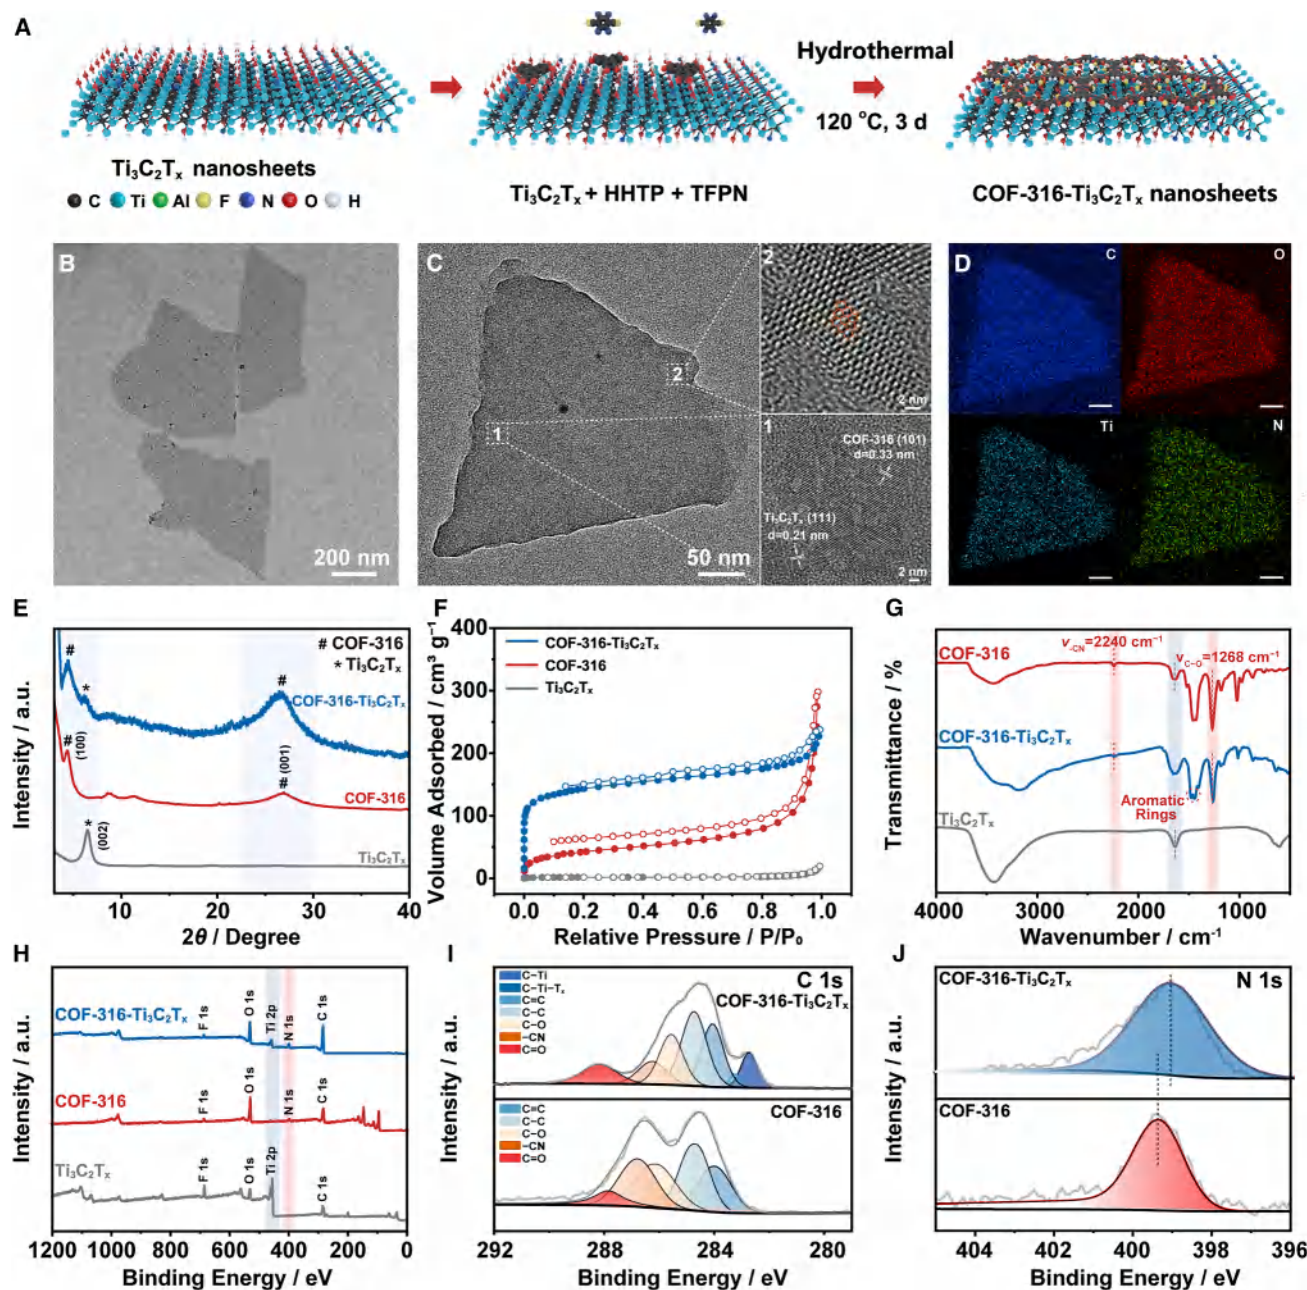 A
Hydrothermal
120 °C, 3 d
Ti₃C₂Tₓ nanosheets
C Ti Al F N O H
Ti₃C₂Tₓ + HHTP + TFPN
COF-316-Ti₃C₂Tₓ nanosheets
B
200 nm
C
1
2
50 nm
2
2 nm
1
COF-316 (101)
d=0.33 nm
Ti₃C₂Tₓ (111)
d=0.21 nm
2 nm
D
C
O
Ti
N
E
# COF-316
* Ti₃C₂Tₓ
#
*
#
COF-316-Ti₃C₂Tₓ
#
(100)
#
(001)
COF-316
*
(002)
Ti₃C₂Tₓ
Intensity / a.u.
10 20 30 40
2θ / Degree
F
COF-316-Ti₃C₂Tₓ
COF-316
Ti₃C₂Tₓ
Volume Adsorbed / cm³ g⁻¹
400
300
200
100
0
0.0 0.2 0.4 0.6 0.8 1.0
Relative Pressure / P/P₀
G
COF-316
ν-CN=2240 cm⁻¹
νC−O=1268 cm⁻¹
COF-316-Ti₃C₂Tₓ
Aromatic
Rings
Ti₃C₂Tₓ
Transmittance / %
4000 3000 2000 1000
Wavenumber / cm⁻¹
H
COF-316-Ti₃C₂Tₓ
F 1s
O 1s
Ti 2p
N 1s
C 1s
COF-316
F 1s
O 1s
N 1s
C 1s
Ti₃C₂Tₓ
F 1s
O 1s
Ti 2p
C 1s
Intensity / a.u.
1200 1000 800 600 400 200 0
Binding Energy / eV
I
C 1s
COF-316-Ti₃C₂Tₓ
C−Ti
C−Ti−Tₓ
C=C
C−C
C−O
−CN
C=O
COF-316
C=C
C−C
C−O
−CN
C=O
Intensity / a.u.
292 288 284 280
Binding Energy / eV
J
COF-316-Ti₃C₂Tₓ
N 1s
COF-316
Intensity / a.u.
404 402 400 398 396
Binding Energy / eV